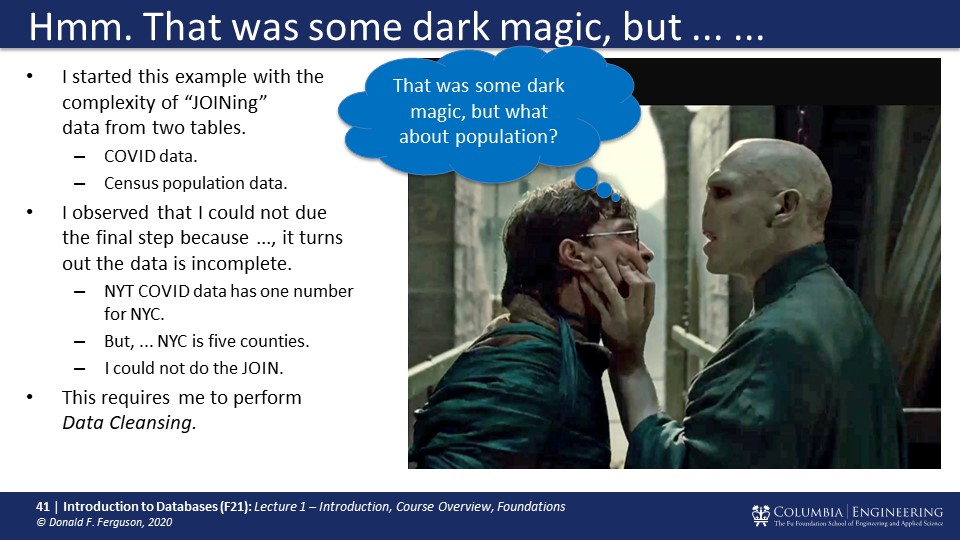 Hmm. That was some dark magic, but ... ...
• I started this example with the
complexity of “JOINing”
data from two tables.
– COVID data.
– Census population data.
• I observed that I could not due
the final step because ..., it turns
out the data is incomplete.
– NYT COVID data has one number
for NYC.
– But, ... NYC is five counties.
– I could not do the JOIN.
• This requires me to perform
Data Cleansing.
That was some dark
magic, but what
about population?
41 | Introduction to Databases (F21): Lecture 1 – Introduction, Course Overview, Foundations
© Donald F. Ferguson, 2020
COLUMBIA | ENGINEERING
The Fu Foundation School of Engineering and Applied Science